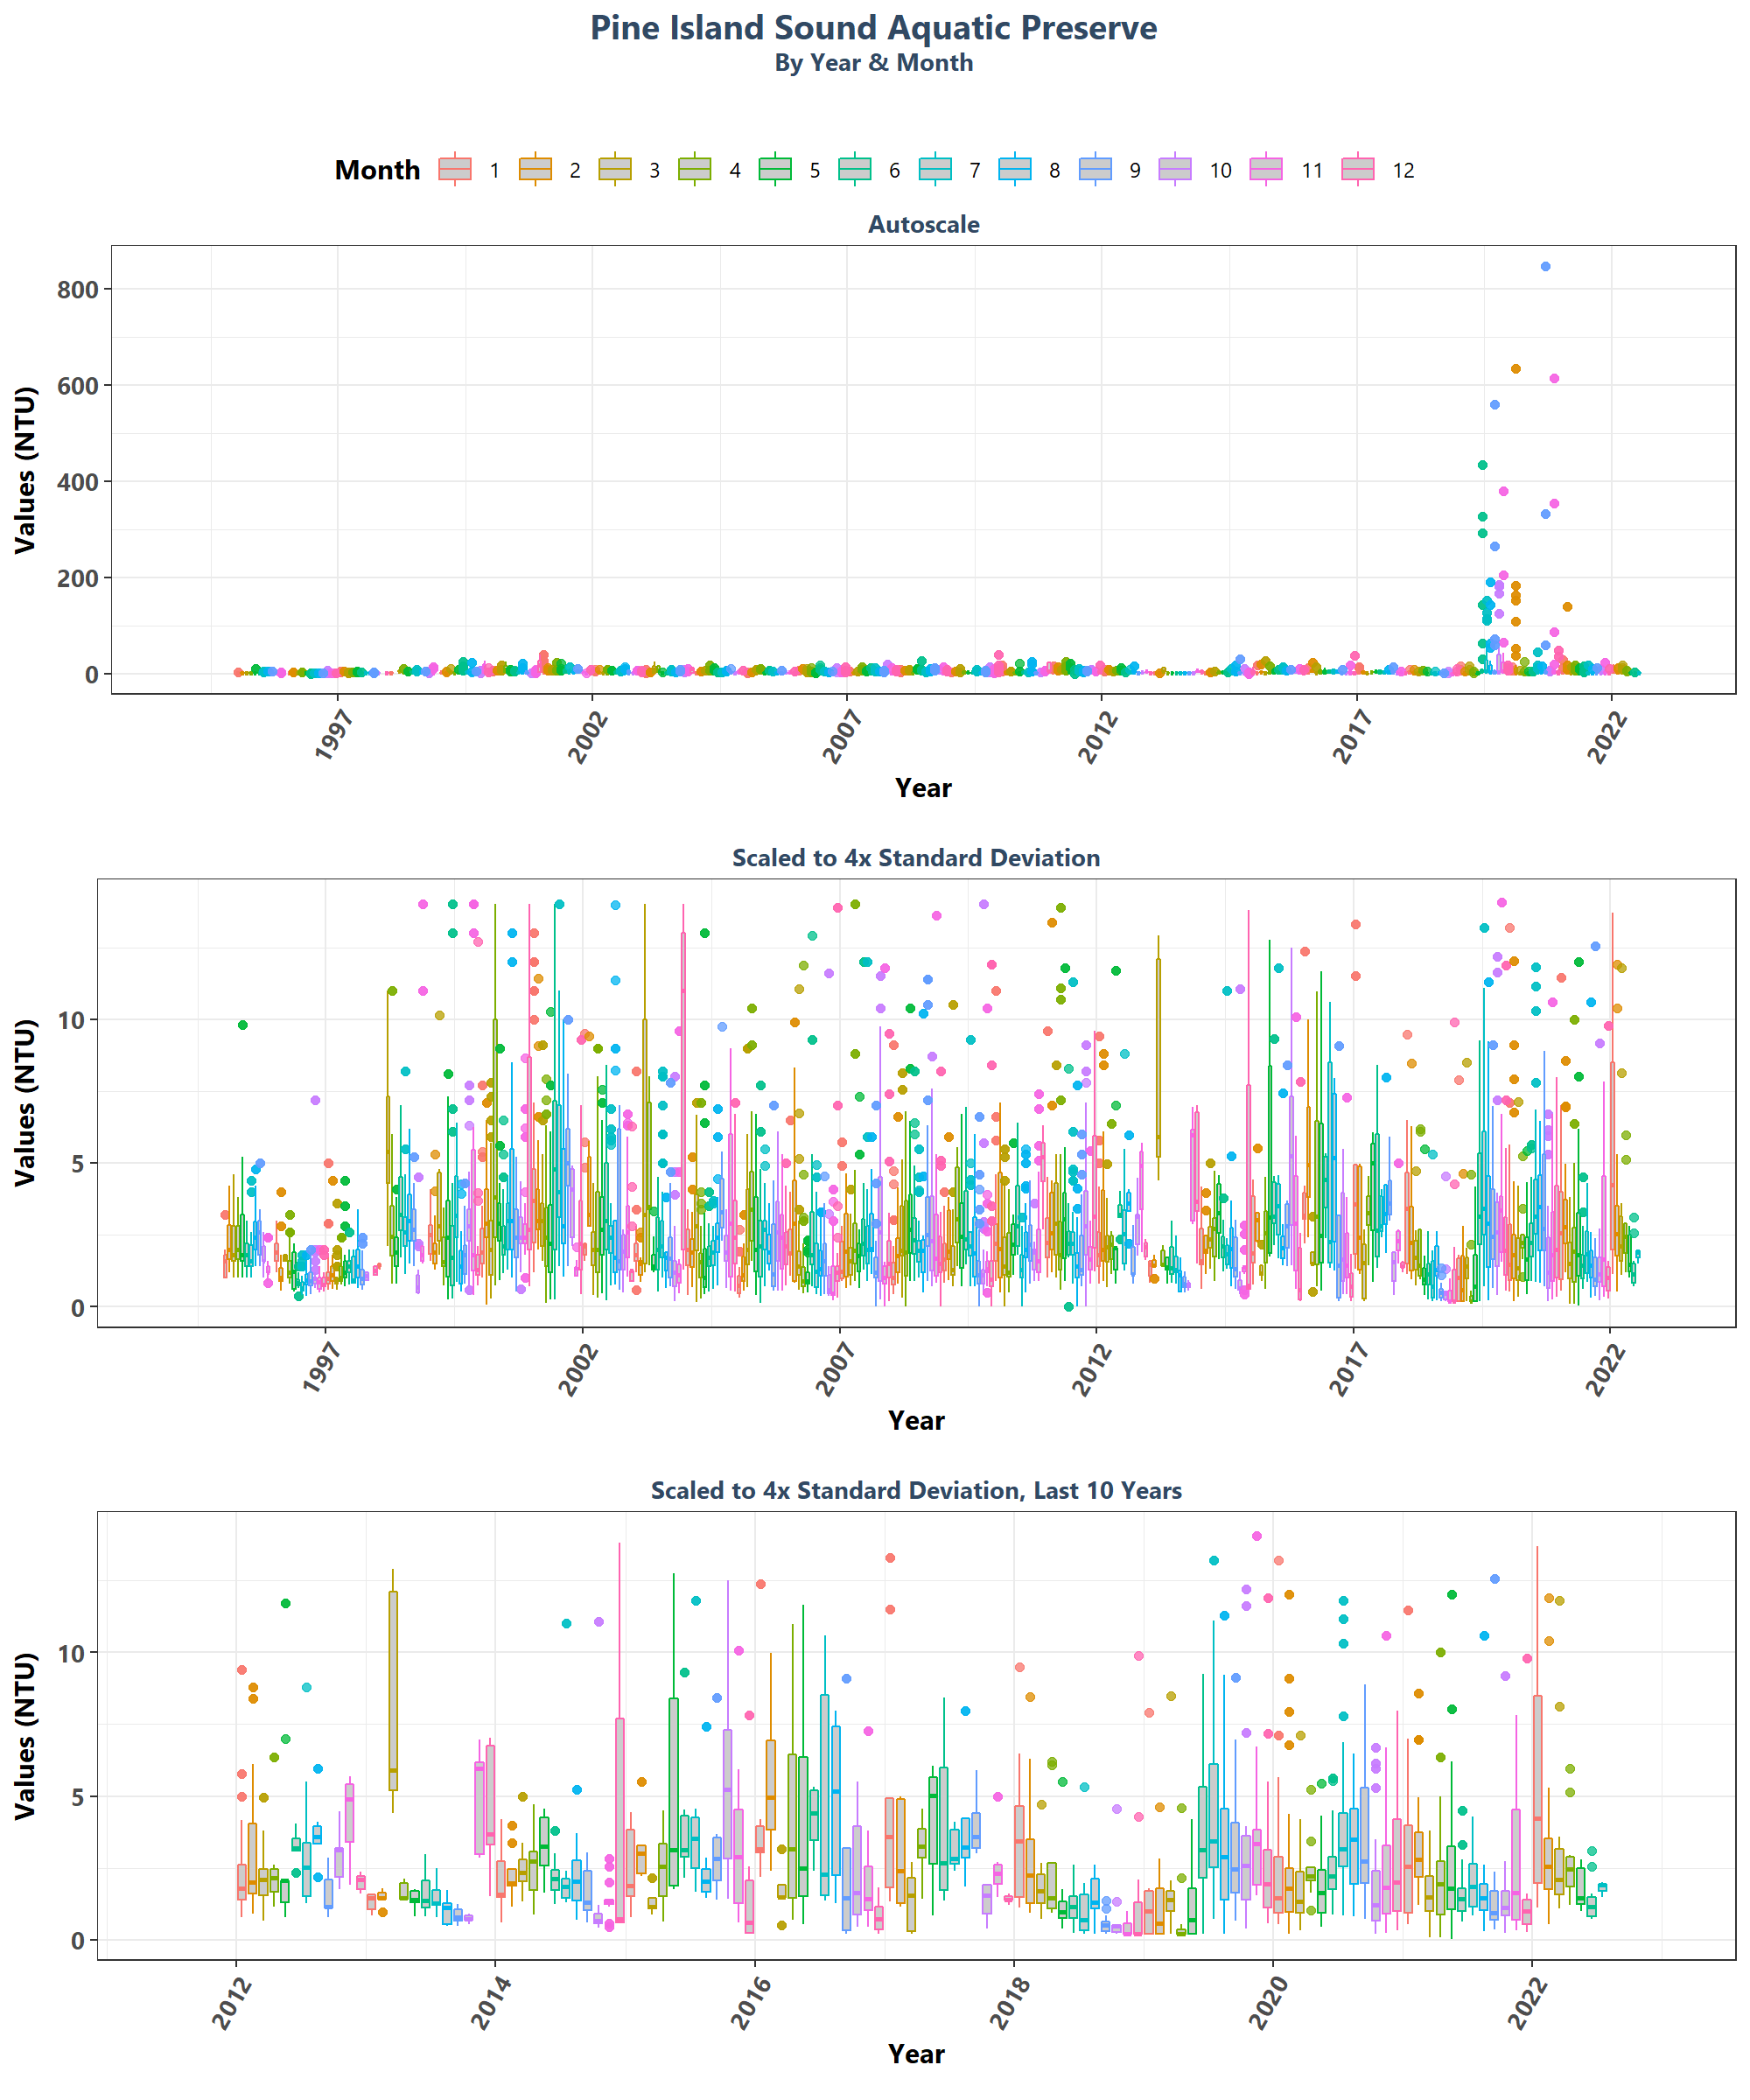 Pine Island Sound Aquatic Preserve
By Year & Month
Month 1 2 3 4 5 6 7 8 9 10 11 12
Autoscale
Values (NTU)
800
600
400
200
0
1997 2002 2007 2012 2017 2022
Year
Scaled to 4x Standard Deviation
Values (NTU)
10
5
0
1997 2002 2007 2012 2017 2022
Year
Scaled to 4x Standard Deviation, Last 10 Years
Values (NTU)
10
5
0
2012 2014 2016 2018 2020 2022
Year